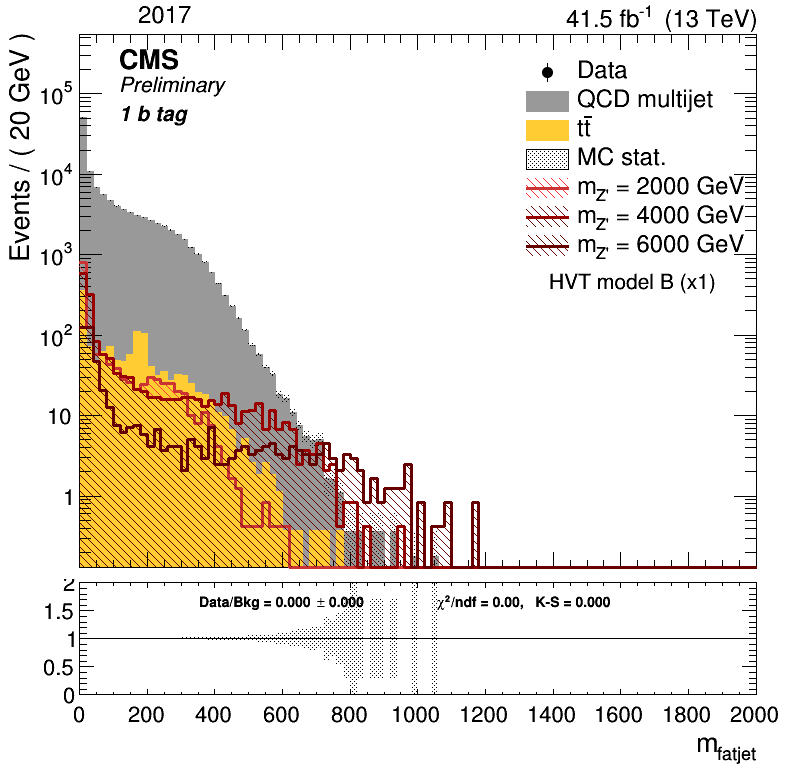 2017
41.5 fb⁻¹ (13 TeV)
CMS
Preliminary
1 b tag
Data
QCD multijet
tt̄
MC stat.
m_Z' = 2000 GeV
m_Z' = 4000 GeV
m_Z' = 6000 GeV
HVT model B (x1)
Events / ( 20 GeV )
10⁵
10⁴
10³
10²
10
1
Data/Bkg = 0.000 ± 0.000
χ²/ndf = 0.00, K-S = 0.000
2
1.5
1
0.5
0
0 200 400 600 800 1000 1200 1400 1600 1800 2000
m_fatjet